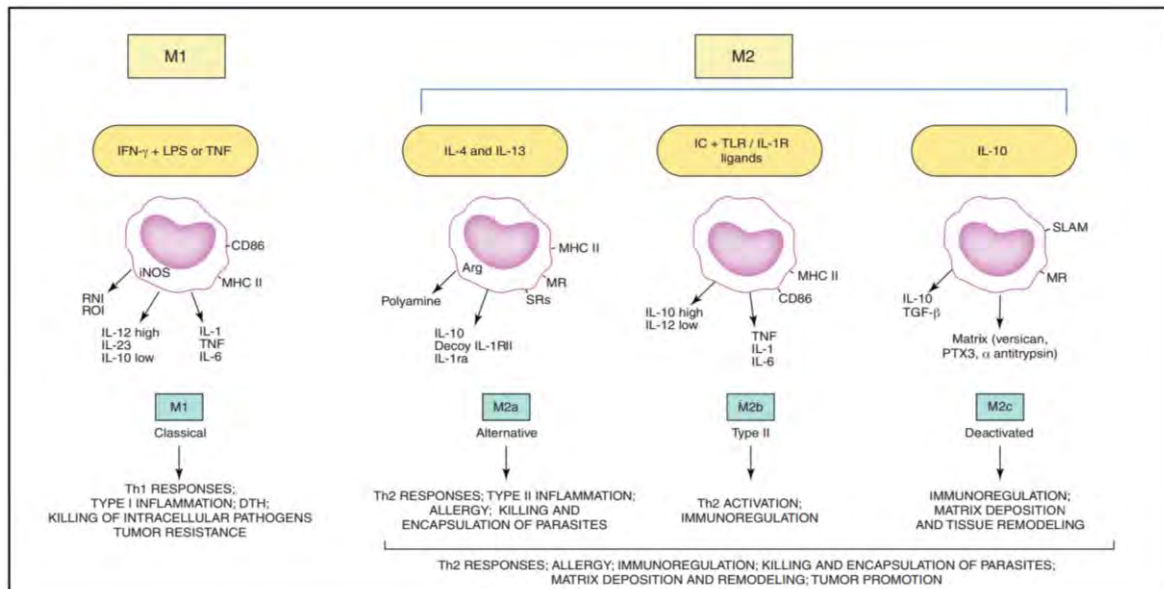 M1
M2
IFN-γ + LPS or TNF
IL-4 and IL-13
IC + TLR / IL-1R
ligands
IL-10
iNOS
CD86
MHC II
RNI
ROI
IL-12 high
IL-23
IL-10 low
IL-1
TNF
IL-6
Arg
MHC II
MR
SRs
Polyamine
IL-10
Decoy IL-1RII
IL-1ra
MHC II
CD86
IL-10 high
IL-12 low
TNF
IL-1
IL-6
SLAM
MR
IL-10
TGF-β
Matrix (versican,
PTX3, α antitrypsin)
M1
Classical
M2a
Alternative
M2b
Type II
M2c
Deactivated
Th1 RESPONSES;
TYPE I INFLAMMATION; DTH;
KILLING OF INTRACELLULAR PATHOGENS
TUMOR RESISTANCE
Th2 RESPONSES; TYPE II INFLAMMATION;
ALLERGY; KILLING AND
ENCAPSULATION OF PARASITES
Th2 ACTIVATION;
IMMUNOREGULATION
IMMUNOREGULATION;
MATRIX DEPOSITION
AND TISSUE REMODELING
Th2 RESPONSES; ALLERGY; IMMUNOREGULATION; KILLING AND ENCAPSULATION OF PARASITES;
MATRIX DEPOSITION AND REMODELING; TUMOR PROMOTION